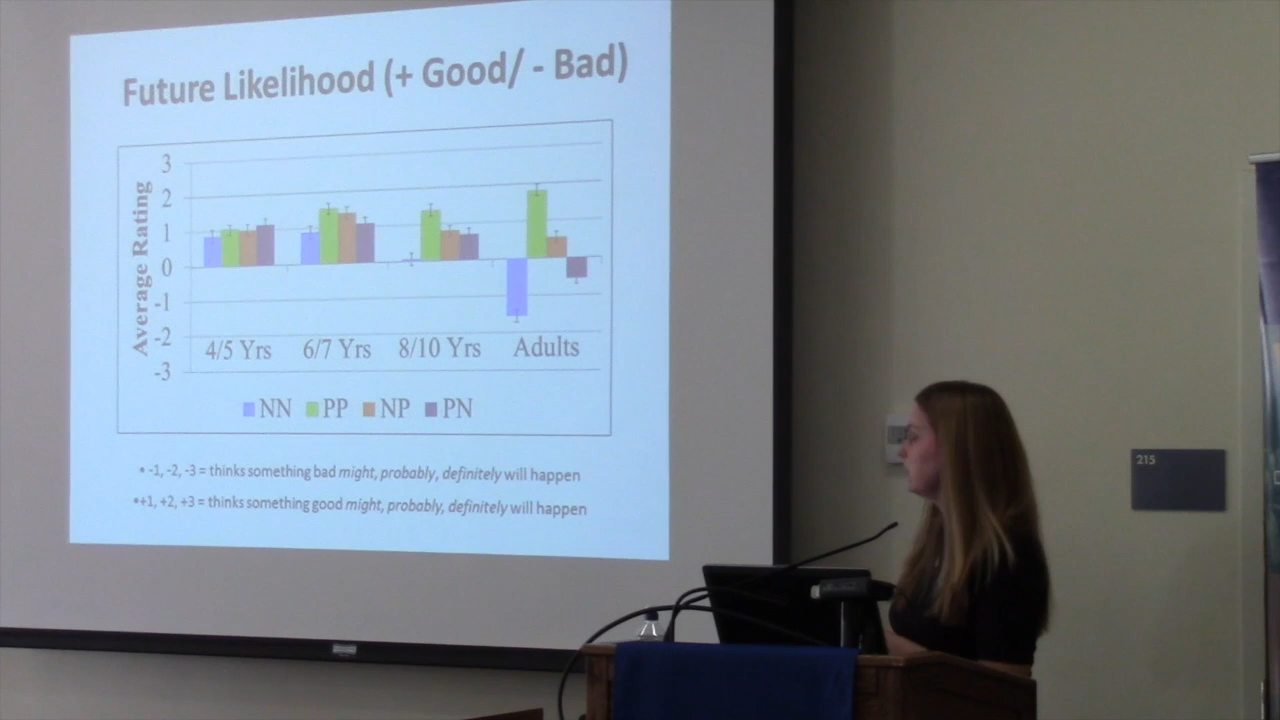 Future Likelihood (+ Good/ - Bad)
Average Rating
3
2
1
0
-1
-2
-3
4/5 Yrs 6/7 Yrs 8/10 Yrs Adults
NN PP NP PN
* -1, -2, -3 = thinks something bad might, probably, definitely will happen
*+1, +2, +3 = thinks something good might, probably, definitely will happen
215